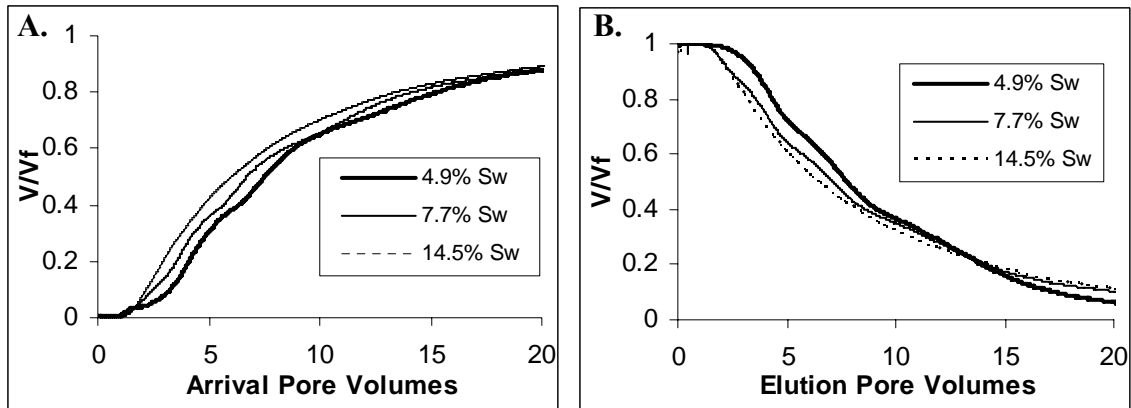 A.
1
0.8
0.6
0.4
0.2
0
V/Vf
4.9% Sw
7.7% Sw
14.5% Sw
0 5 10 15 20
Arrival Pore Volumes
B.
1
0.8
0.6
0.4
0.2
0
V/Vf
4.9% Sw
7.7% Sw
14.5% Sw
0 5 10 15 20
Elution Pore Volumes